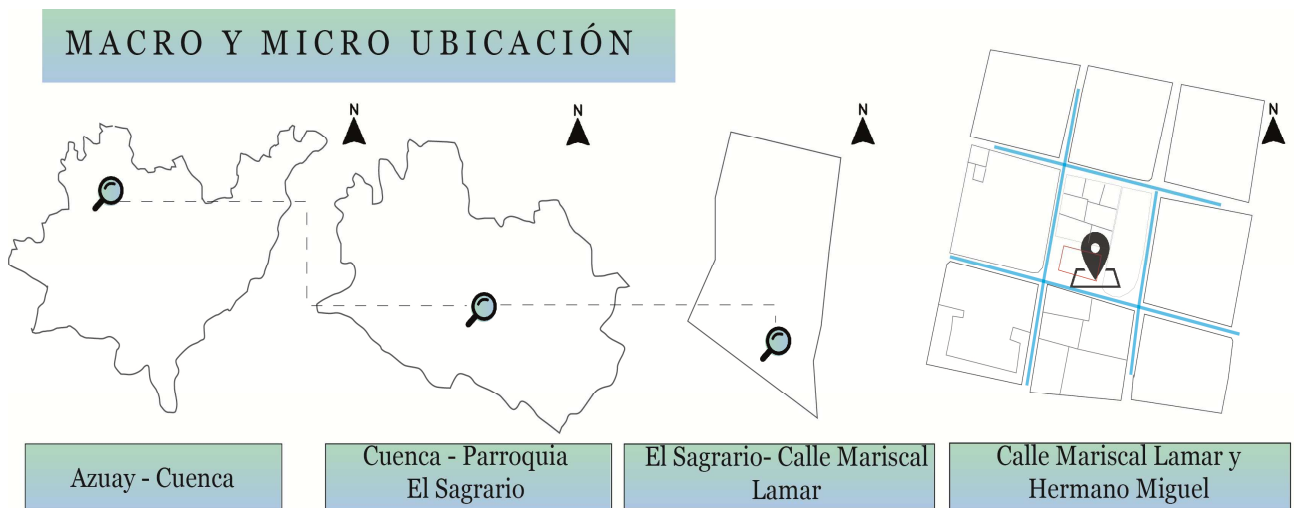 MACRO Y MICRO UBICACIÓN
N
N
N
N
Azuay - Cuenca
Cuenca - Parroquia
El Sagrario
El Sagrario- Calle Mariscal
Lamar
Calle Mariscal Lamar y
Hermano Miguel